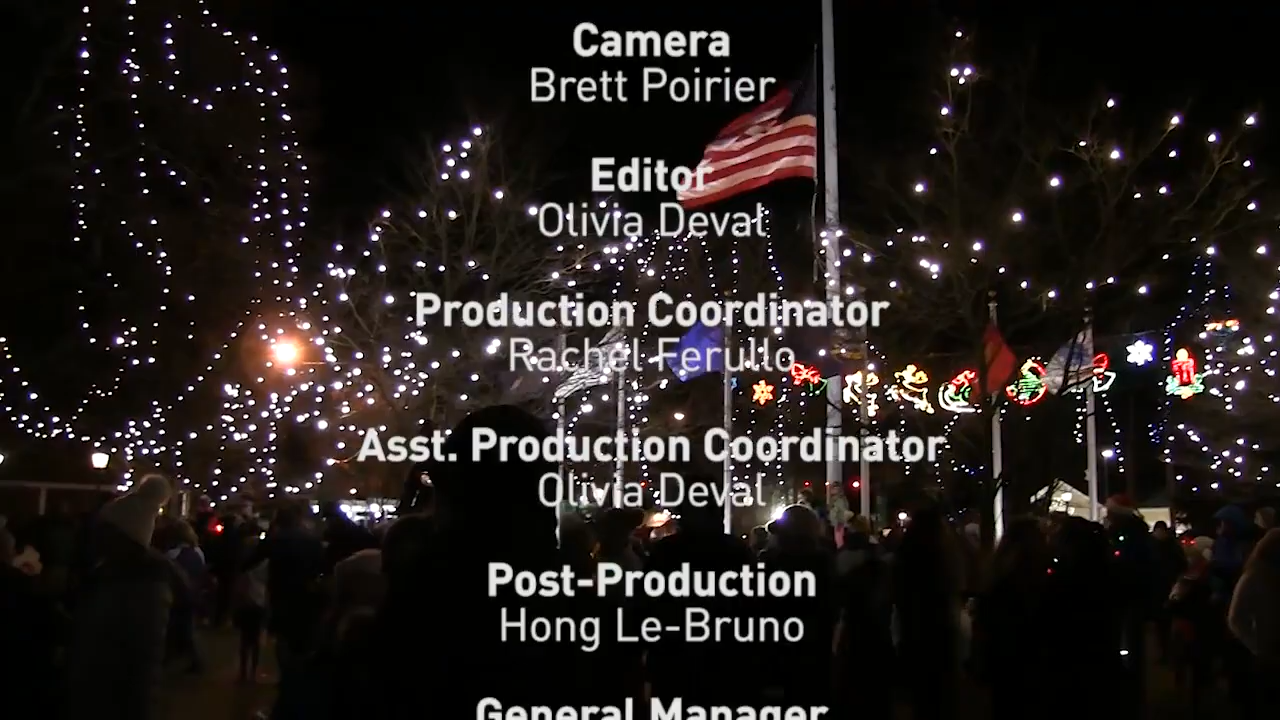 Camera
Brett Poirier
Editor
Olivia Deval
Production Coordinator
Rachel Ferullo
Asst. Production Coordinator
Olivia Deval
Post-Production
Hong Le-Bruno
General Manager